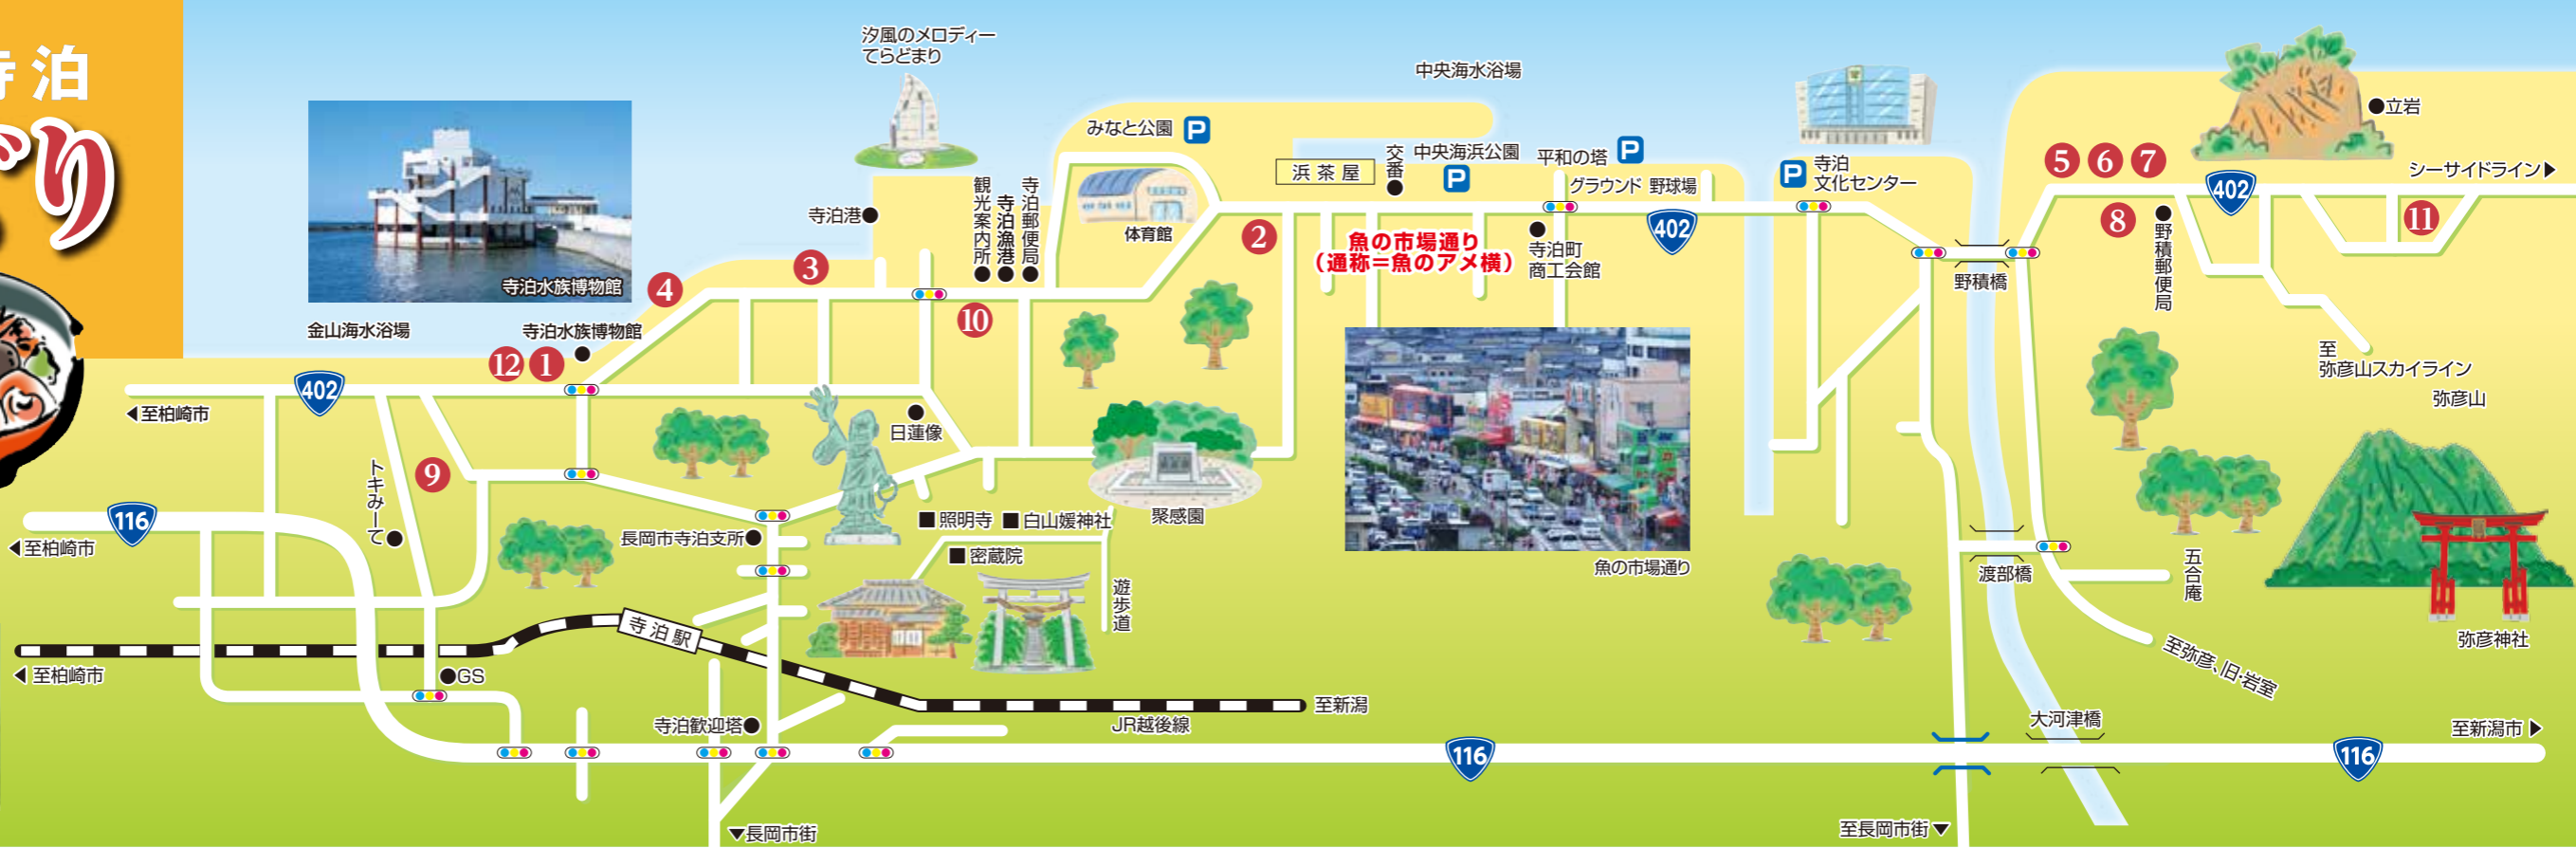 寺泊
り
汐風のメロディー
てらどまり
中央海水浴場
みなと公園 P
浜茶屋
交番
中央海浜公園
P
平和の塔 P
グラウンド 野球場
P 寺泊
文化センター
立岩
シーサイドライン▶
5 6 7
402
8
野積郵便局
11
寺泊水族博物館
金山海水浴場
寺泊水族博物館
寺泊港
観光案内所
寺泊漁港
寺泊郵便局
体育館
2
魚の市場通り
(通称=魚のアメ横)
寺泊町
商工会館
402
野積橋
3
4
10
12 1
402
◀至柏崎市
日蓮像
至
弥彦山スカイライン
弥彦山
トキみーて
9
116
◀至柏崎市
長岡市寺泊支所
■照明寺 ■白山媛神社
■密蔵院
聚感園
遊歩道
魚の市場通り
渡部橋
五合庵
弥彦神社
至弥彦、旧・岩室
寺泊駅
◀至柏崎市
GS
寺泊歓迎塔
JR越後線
至新潟
116
大河津橋
116
至新潟市▶
▼長岡市街
至長岡市街▼